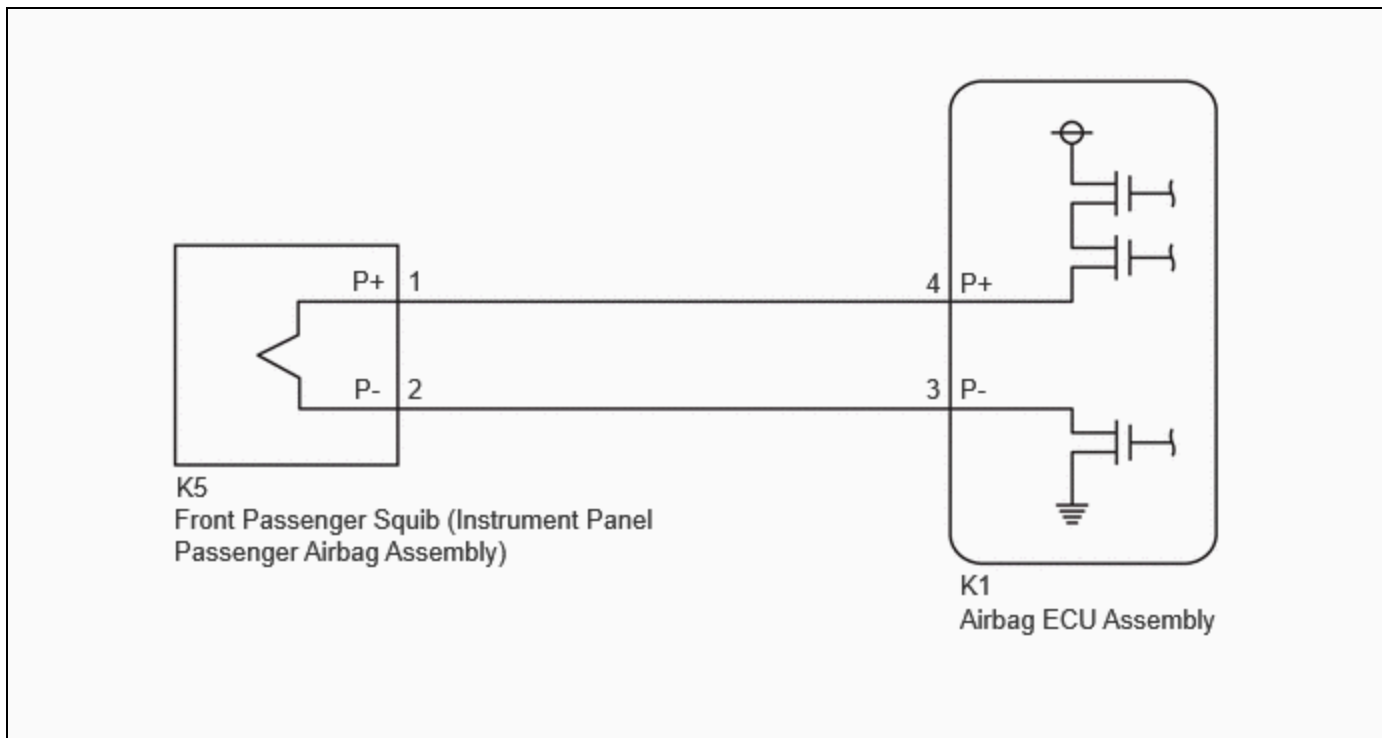 P+ 1
4 P+
P- 2
3 P-
K5
Front Passenger Squib (Instrument Panel
Passenger Airbag Assembly)
K1
Airbag ECU Assembly